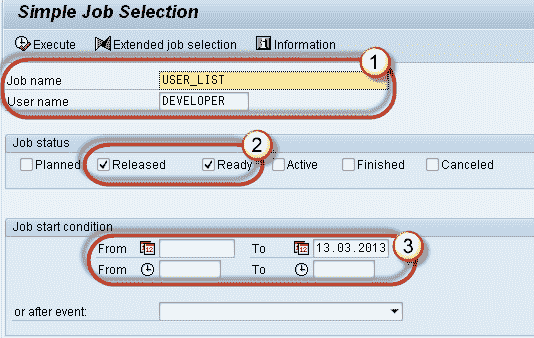 Simple Job Selection
Execute Extended job selection Information
1
Job name USER_LIST
User name DEVELOPER
Job status 2
Planned Released Ready Active Finished Canceled
Job start condition
From To 13.03.2013 3
From To
or after event: